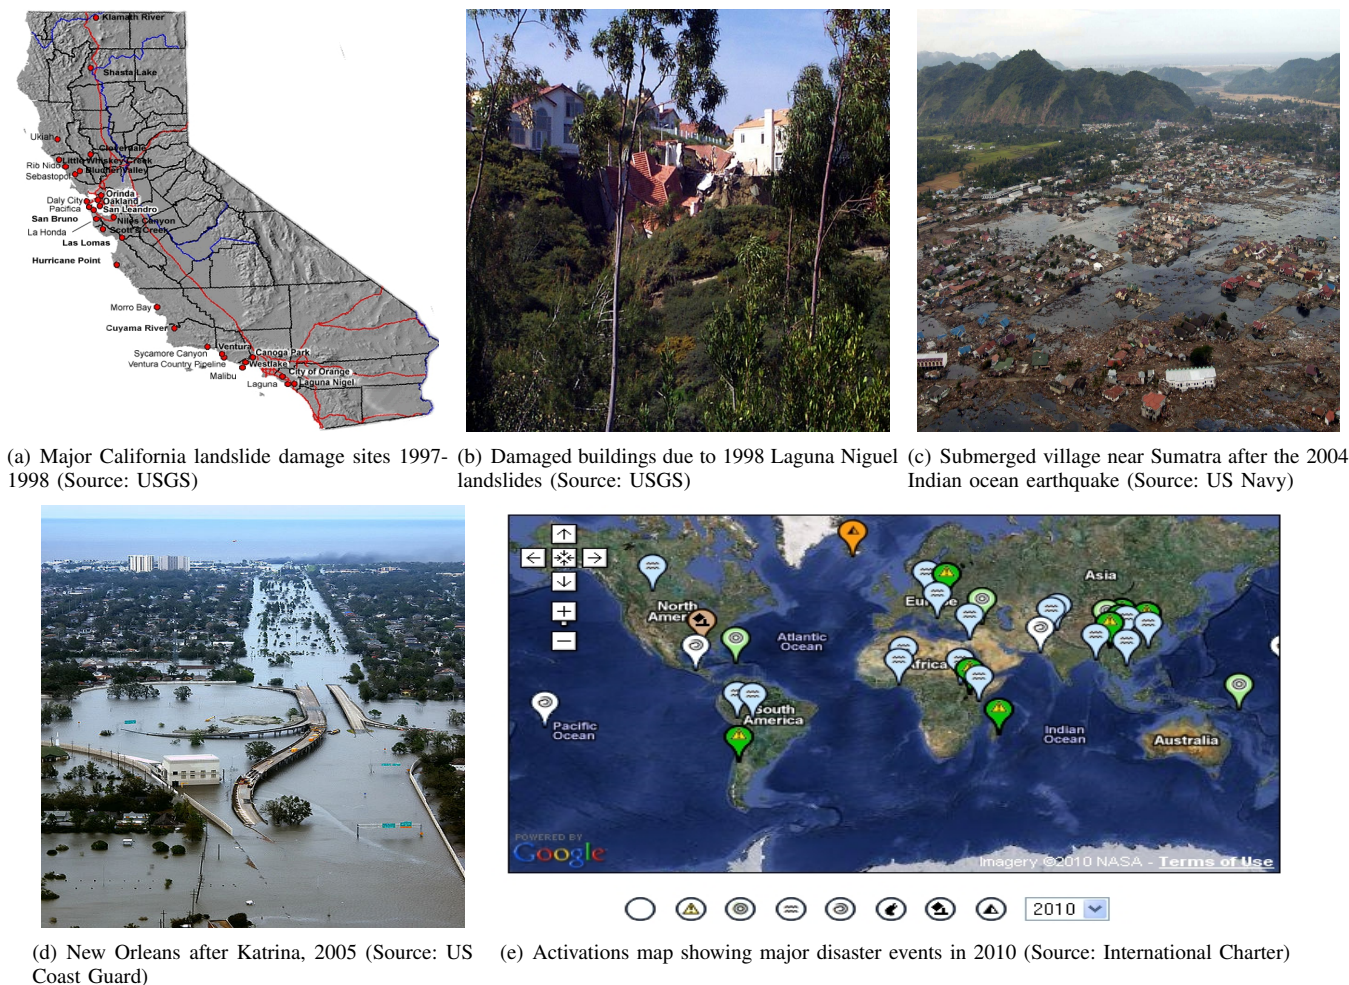 Klamath River
Shasta Lake
Ukiah
Cloverdale
Little Whiskey Creek
Rio Nido
Blucher Valley
Sebastopol
Orinda
Daly City
Oakland
Pacifica
San Leandro
San Bruno
Niles Canyon
La Honda
Scott's Creek
Las Lomas
Hurricane Point
Morro Bay
Cuyama River
Ventura
Sycamore Canyon
Canoga Park
Ventura Country Pipeline
Westlake
Malibu
City of Orange
Laguna
Laguna Nigel
(a) Major California landslide damage sites 1997-
1998 (Source: USGS)
(b) Damaged buildings due to 1998 Laguna Niguel
landslides (Source: USGS)
(c) Submerged village near Sumatra after the 2004
Indian ocean earthquake (Source: US Navy)
(d) New Orleans after Katrina, 2005 (Source: US
Coast Guard)
North
Asia
Atlantic
Ocean
South
America
Pacific
Ocean
Indian
Ocean
Australia
POWERED BY
Google
Imagery ©2010 NASA - Terms of Use
2010
(e) Activations map showing major disaster events in 2010 (Source: International Charter)